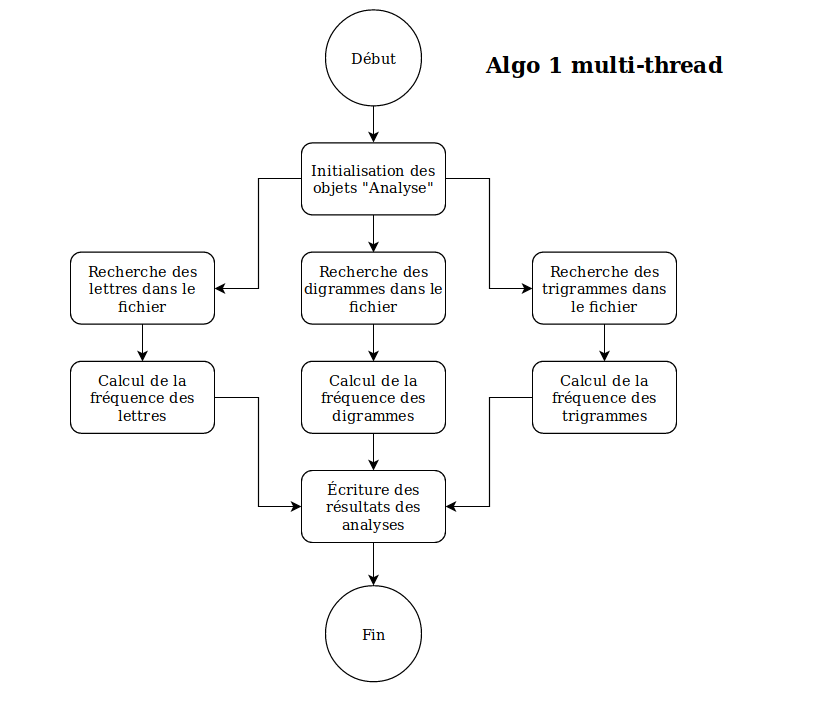 Début
Algo 1 multi-thread
Initialisation des
objets "Analyse"
Recherche des
lettres dans le
fichier
Recherche des
digrammes dans le
fichier
Recherche des
trigrammes dans
le fichier
Calcul de la
fréquence des
lettres
Calcul de la
fréquence des
digrammes
Calcul de la
fréquence des
trigrammes
Écriture des
résultats des
analyses
Fin